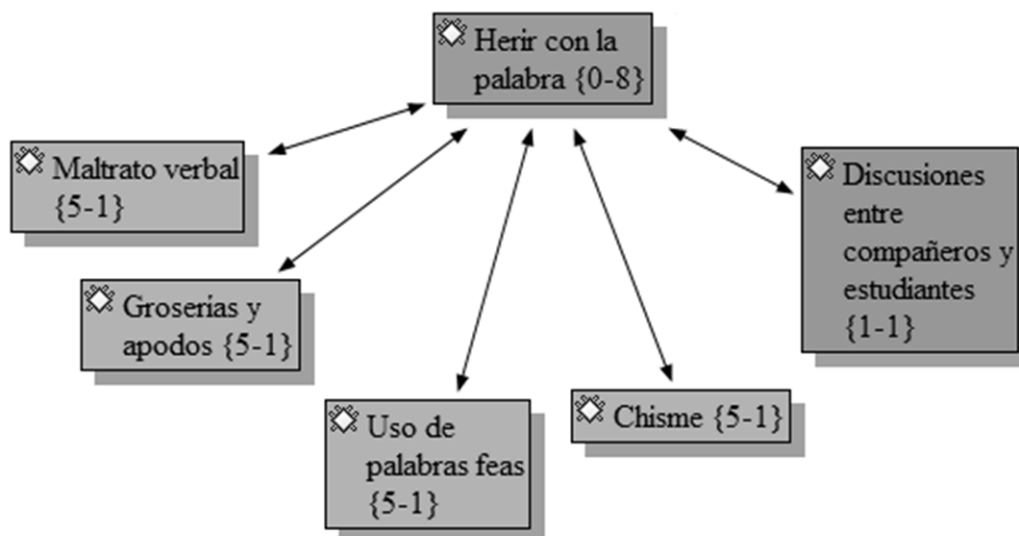 Herir con la
palabra {0-8}
Maltrato verbal
{5-1}
Groserías y
apodos {5-1}
Uso de
palabras feas
{5-1}
Chisme {5-1}
Discusiones
entre
compañeros y
estudiantes
{1-1}